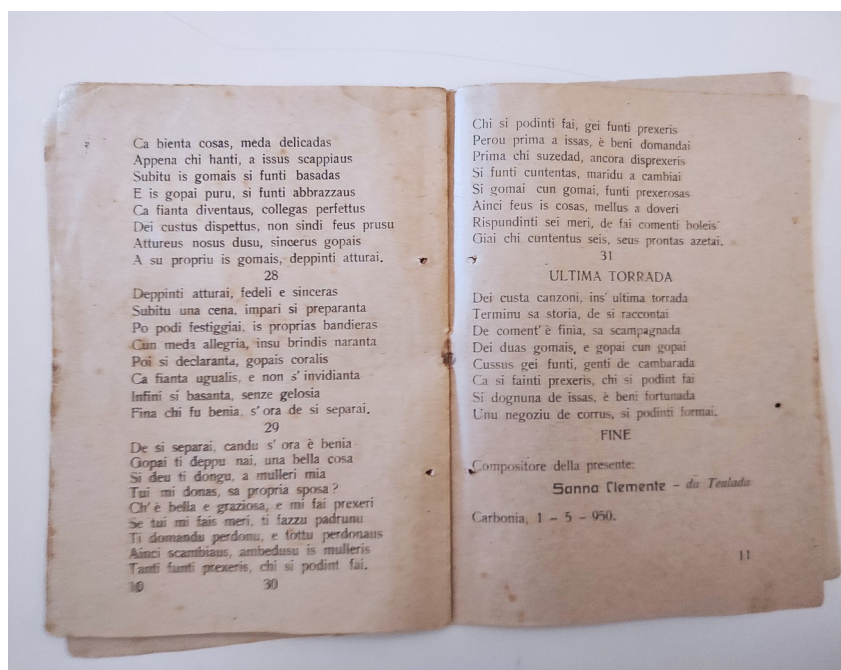 Ca bienta cosas, meda delicadas
Appena chi hanti, a issus scappiaus
Subitu is gomais si funti basadas
E is gopai puru, si funti abbrazzaus
Ca fianta diventaus, collegas perfettus
Dei custus dispettus, non sindi feus prusu
Attureus nosus dusu, sincerus gopais
A su propriu is gomais, deppinti atturai.
28
Deppinti atturai, fedeli e sinceras
Subitu una cena, impari si preparanta
Po podi festiggiai, is proprias bandieras
Cun meda allegria, insu brindis naranta
Poi si declaranta, gopais coralis
Ca fianta ugualis, e non s' invidianta
Infini si basanta, senze gelosia
Fina chi fu benia, s' ora de si separai.
29
De si separai, candu s' ora è benia
Gopai ti deppu nai, una bella cosa
Si deu ti dongu, a mulleri mia
Tui mi donas, sa propria sposa?
Ch' è bella e graziosa, e mi fai prexeri
Se tui mi fais meri, ti fazzu padrunu
Ti domandu perdonu, e tottu perdonaus
Ainci scambiaus, ambedusu is mulleris
Tanti funti prexeris, chi si podint fai.
10 30
Chi si podinti fai, gei funti prexeris
Perou prima a issas, è beni domandai
Prima chi suzedad, ancora disprexeris
Si funti cuntentas, maridu a cambiai
Si gomai cun gomai, funti prexerosas
Ainci feus is cosas, mellus a doveri
Rispundinti sei meri, de fai comenti boleis
Giai chi cuntentus seis, seus prontas azetai.
31
ULTIMA TORRADA
Dei custa canzoni, ins' ultima torrada
Terminu sa storia, de si raccontai
De coment' è finia, sa scampagnada
Dei duas gomais, e gopai cun gopai
Cussus gei funti, genti de cambarada
Ca si fainti prexeris, chi si podint fai
Si dognuna de issas, è beni fortunada
Unu negoziu de corrus, si podinti formai.
FINE
Compositore della presente:
Sanna Clemente - du Teuladu
Carbonia, 1 - 5 - 950.
11